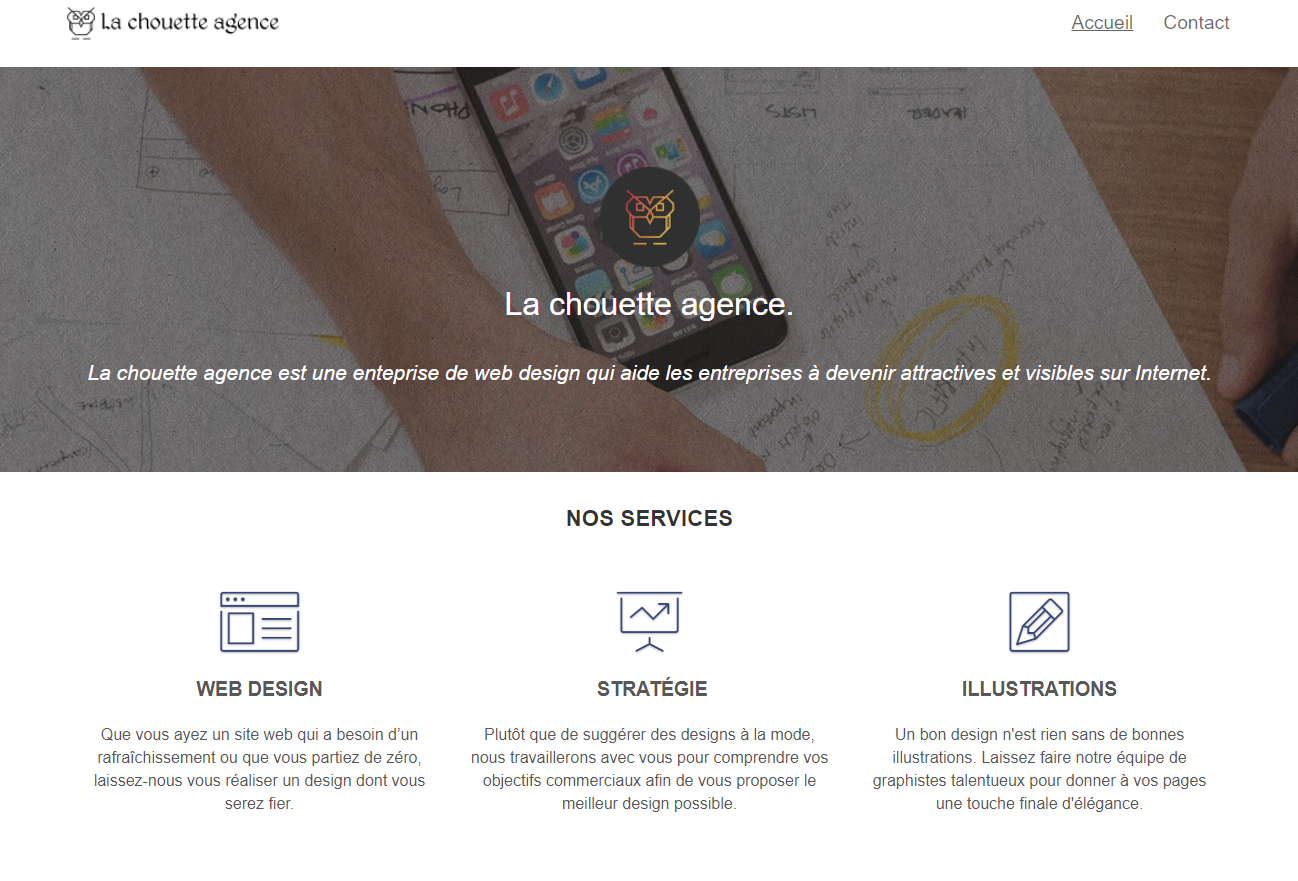 La chouette agence
Accueil
Contact
PHON
LISTS
HEADER
La chouette agence.
La chouette agence est une enteprise de web design qui aide les entreprises à devenir attractives et visibles sur Internet.
NOS SERVICES
WEB DESIGN
Que vous ayez un site web qui a besoin d’un
rafraîchissement ou que vous partiez de zéro,
laissez-nous vous réaliser un design dont vous
serez fier.
STRATÉGIE
Plutôt que de suggérer des designs à la mode,
nous travaillerons avec vous pour comprendre vos
objectifs commerciaux afin de vous proposer le
meilleur design possible.
ILLUSTRATIONS
Un bon design n'est rien sans de bonnes
illustrations. Laissez faire notre équipe de
graphistes talentueux pour donner à vos pages
une touche finale d'élégance.